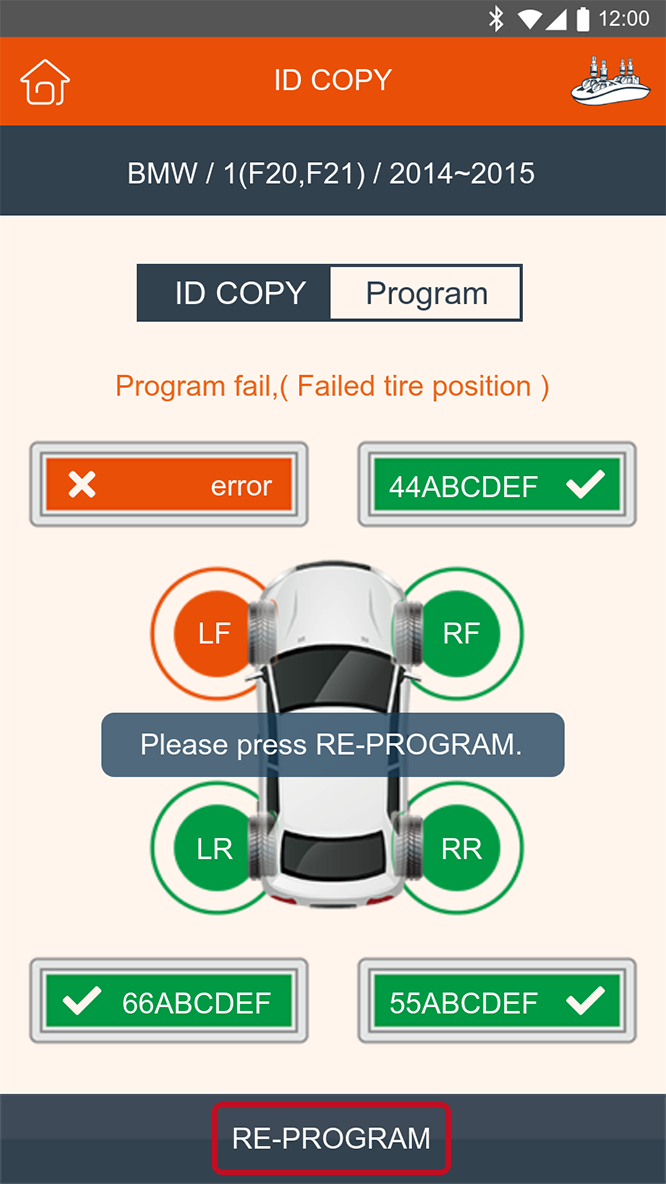 12:00
ID COPY
BMW / 1(F20,F21) / 2014~2015
ID COPY Program
Program fail,( Failed tire position )
error 44ABCDEF
LF RF
Please press RE-PROGRAM.
LR RR
66ABCDEF 55ABCDEF
RE-PROGRAM